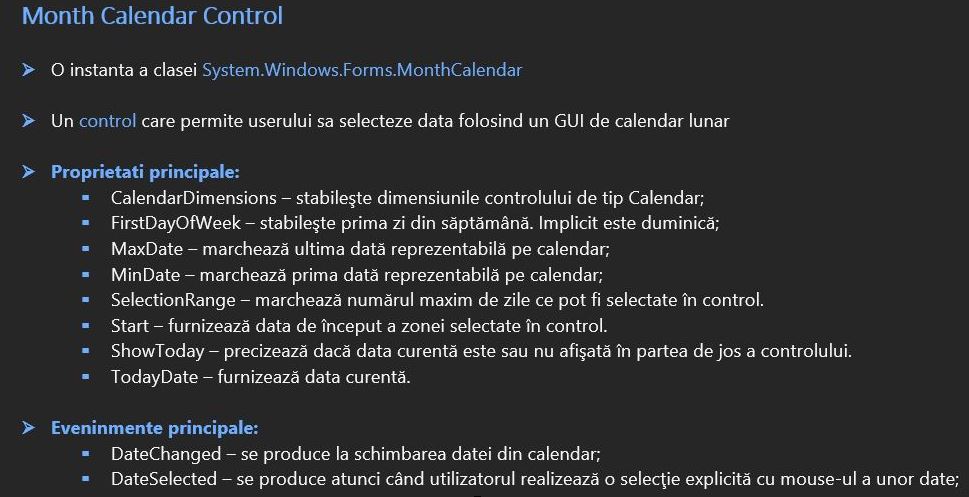 Month Calendar Control
➢ O instanta a clasei System.Windows.Forms.MonthCalendar
➢ Un control care permite userului sa selecteze data folosind un GUI de calendar lunar
➢ Proprietati principale:
▪ CalendarDimensions – stabileşte dimensiunile controlului de tip Calendar;
▪ FirstDayOfWeek – stabileşte prima zi din săptămână. Implicit este duminică;
▪ MaxDate – marchează ultima dată reprezentabilă pe calendar;
▪ MinDate – marchează prima dată reprezentabilă pe calendar;
▪ SelectionRange – marchează numărul maxim de zile ce pot fi selectate în control.
▪ Start – furnizează data de început a zonei selectate în control.
▪ ShowToday – precizează dacă data curentă este sau nu afişată în partea de jos a controlului.
▪ TodayDate – furnizează data curentă.
➢ Eveninmente principale:
▪ DateChanged – se produce la schimbarea datei din calendar;
▪ DateSelected – se produce atunci când utilizatorul realizează o selecţie explicită cu mouse-ul a unor date;